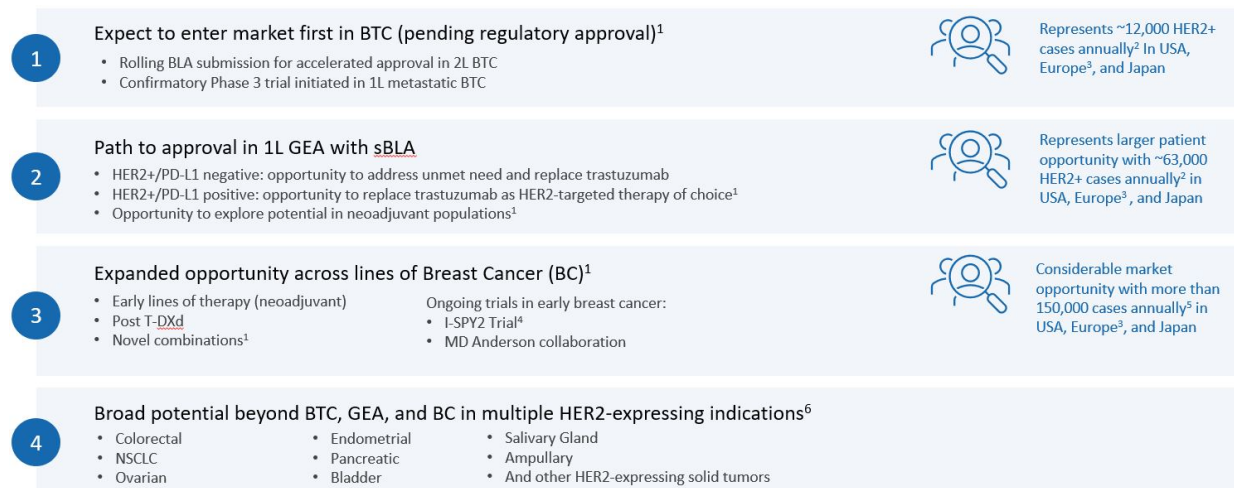 1
Expect to enter market first in BTC (pending regulatory approval)1
• Rolling BLA submission for accelerated approval in 2L BTC
• Confirmatory Phase 3 trial initiated in 1L metastatic BTC
Represents ~12,000 HER2+
cases annually2 In USA,
Europe3, and Japan
2
Path to approval in 1L GEA with sBLA
• HER2+/PD-L1 negative: opportunity to address unmet need and replace trastuzumab
• HER2+/PD-L1 positive: opportunity to replace trastuzumab as HER2-targeted therapy of choice1
• Opportunity to explore potential in neoadjuvant populations1
Represents larger patient
opportunity with ~63,000
HER2+ cases annually2 in
USA, Europe3 , and Japan
3
Expanded opportunity across lines of Breast Cancer (BC)1
• Early lines of therapy (neoadjuvant)
• Post T-DXd
• Novel combinations1
Ongoing trials in early breast cancer:
• I-SPY2 Trial4
• MD Anderson collaboration
Considerable market
opportunity with more than
150,000 cases annually5 in
USA, Europe3, and Japan
4
Broad potential beyond BTC, GEA, and BC in multiple HER2-expressing indications6
• Colorectal
• NSCLC
• Ovarian
• Endometrial
• Pancreatic
• Bladder
• Salivary Gland
• Ampullary
• And other HER2-expressing solid tumors